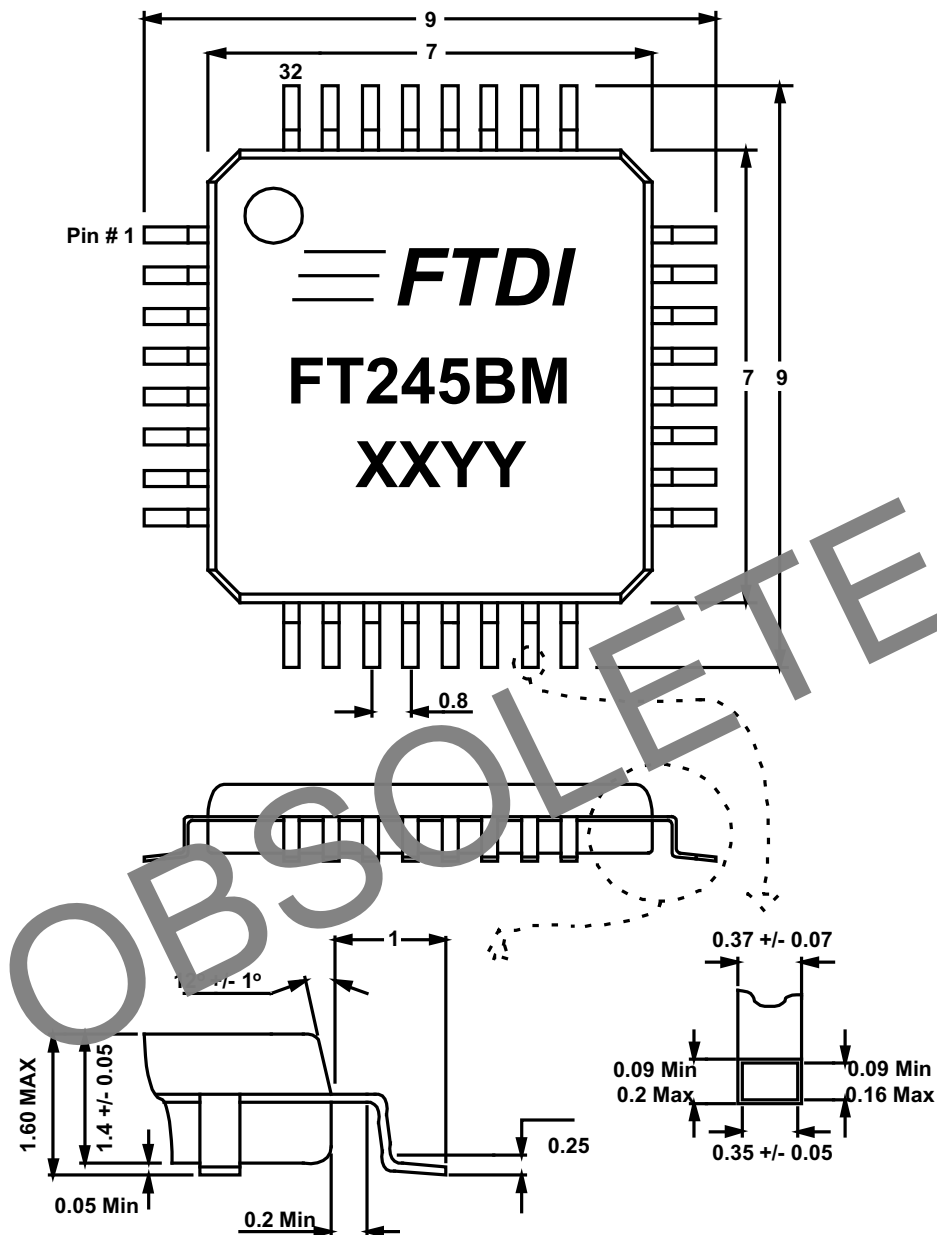 9
7
32
Pin # 1
FTDI
FT245BM
XXYY
7
9
0.8
OBSOLETE
1
12° +/- 1º
0.37 +/- 0.07
1.60 MAX
1.4 +/- 0.05
0.09 Min
0.2 Max
0.09 Min
0.16 Max
0.25
0.35 +/- 0.05
0.05 Min
0.2 Min